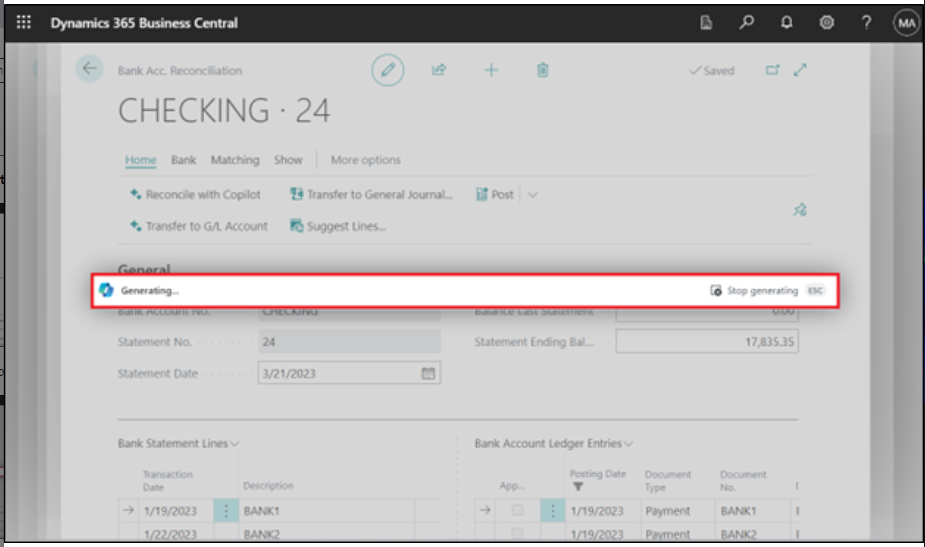 Dynamics 365 Business Central
?
MA
Bank Acc. Reconciliation
Saved
CHECKING · 24
Home Bank Matching Show More options
Reconcile with Copilot Transfer to General Journal... Post
Transfer to G/L Account Suggest Lines...
General
Generating... Stop generating ESC
Bank Account No. CHECKING Balance Last Statement 0.00
Statement No. 24 Statement Ending Bal... 17,835.35
Statement Date 3/21/2023
Bank Statement Lines Bank Account Ledger Entries
Transaction Date Description App... Posting Date Document Type Document No.
1/19/2023 BANK1 1/19/2023 Payment BANK1
1/22/2023 BANK2 1/19/2023 Payment BANK2